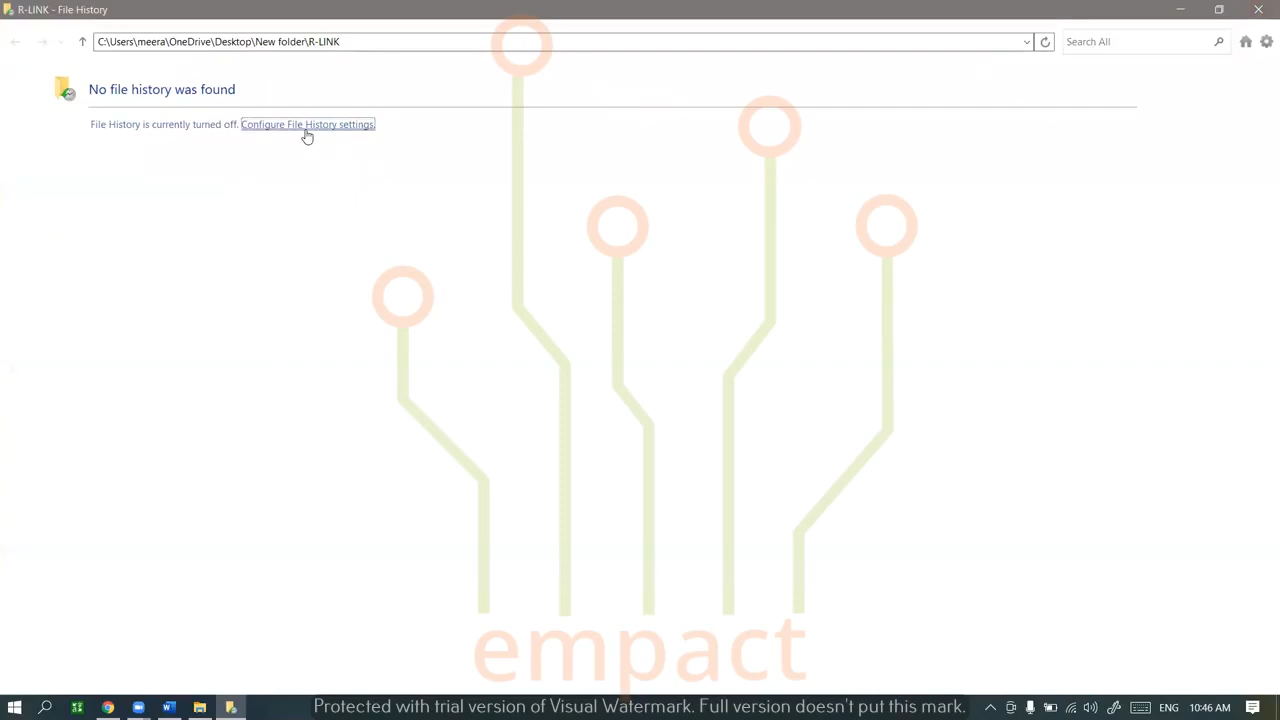 R-LINK - File History
C:\Users\meera\OneDrive\Desktop\New folder\R-LINK
Search All
No file history was found
File History is currently turned off. Configure File History settings.
empact
Protected with trial version of Visual Watermark. Full version doesn't put this mark.
ENG
10:46 AM